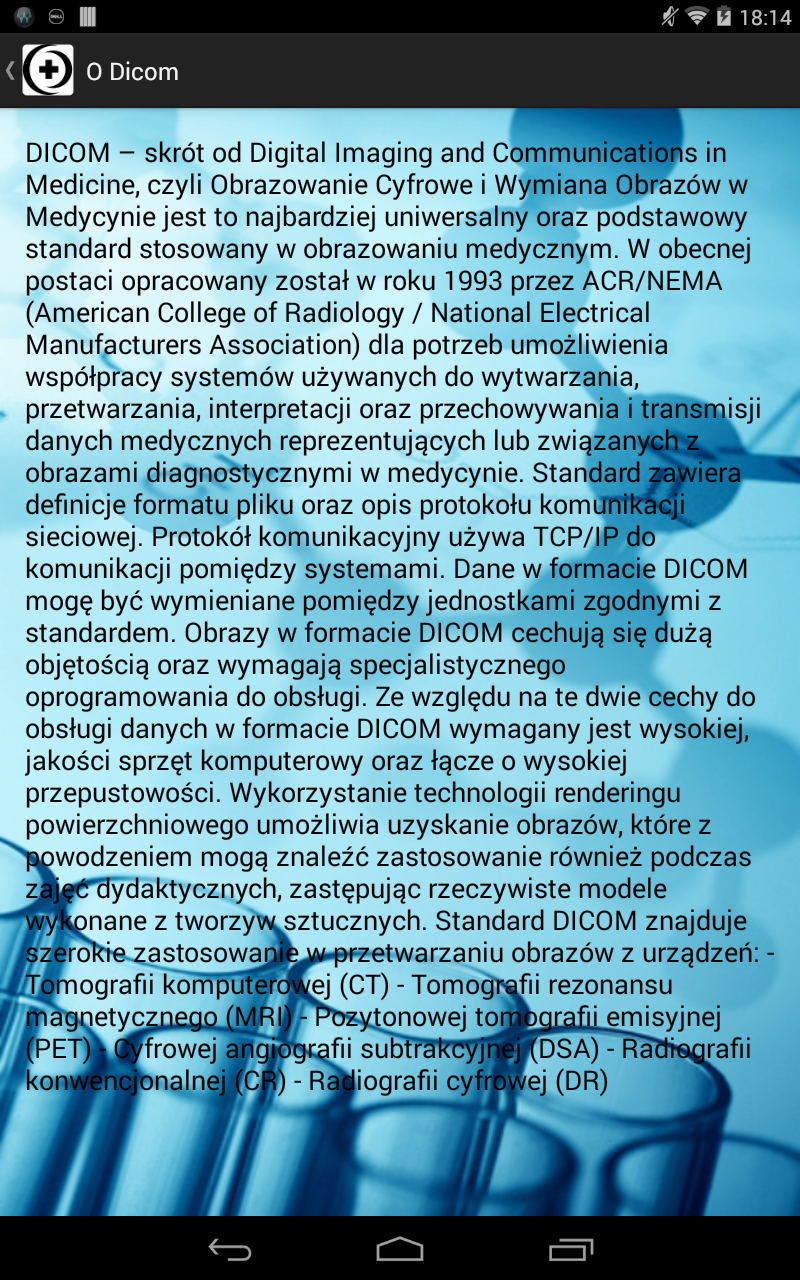 DELL
18:14
O Dicom
DICOM – skrót od Digital Imaging and Communications in
Medicine, czyli Obrazowanie Cyfrowe i Wymiana Obrazów w
Medycynie jest to najbardziej uniwersalny oraz podstawowy
standard stosowany w obrazowaniu medycznym. W obecnej
postaci opracowany został w roku 1993 przez ACR/NEMA
(American College of Radiology / National Electrical
Manufacturers Association) dla potrzeb umożliwienia
współpracy systemów używanych do wytwarzania,
przetwarzania, interpretacji oraz przechowywania i transmisji
danych medycznych reprezentujących lub związanych z
obrazami diagnostycznymi w medycynie. Standard zawiera
definicje formatu pliku oraz opis protokołu komunikacji
sieciowej. Protokół komunikacyjny używa TCP/IP do
komunikacji pomiędzy systemami. Dane w formacie DICOM
mogę być wymieniane pomiędzy jednostkami zgodnymi z
standardem. Obrazy w formacie DICOM cechują się dużą
objętością oraz wymagają specjalistycznego
oprogramowania do obsługi. Ze względu na te dwie cechy do
obsługi danych w formacie DICOM wymagany jest wysokiej,
jakości sprzęt komputerowy oraz łącze o wysokiej
przepustowości. Wykorzystanie technologii renderingu
powierzchniowego umożliwia uzyskanie obrazów, które z
powodzeniem mogą znaleźć zastosowanie również podczas
zajęć dydaktycznych, zastępując rzeczywiste modele
wykonane z tworzyw sztucznych. Standard DICOM znajduje
szerokie zastosowanie w przetwarzaniu obrazów z urządzeń: -
Tomografii komputerowej (CT) - Tomografii rezonansu
magnetycznego (MRI) - Pozytonowej tomografii emisyjnej
(PET) - Cyfrowej angiografii subtrakcyjnej (DSA) - Radiografii
konwencjonalnej (CR) - Radiografii cyfrowej (DR)